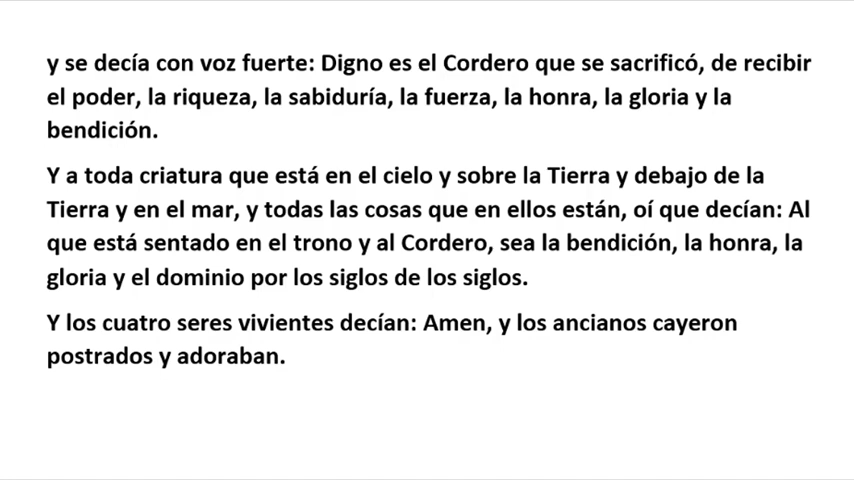 y se decía con voz fuerte: Digno es el Cordero que se sacrificó, de recibir
el poder, la riqueza, la sabiduría, la fuerza, la honra, la gloria y la
bendición.
Y a toda criatura que está en el cielo y sobre la Tierra y debajo de la
Tierra y en el mar, y todas las cosas que en ellos están, oí que decían: Al
que está sentado en el trono y al Cordero, sea la bendición, la honra, la
gloria y el dominio por los siglos de los siglos.
Y los cuatro seres vivientes decían: Amen, y los ancianos cayeron
postrados y adoraban.